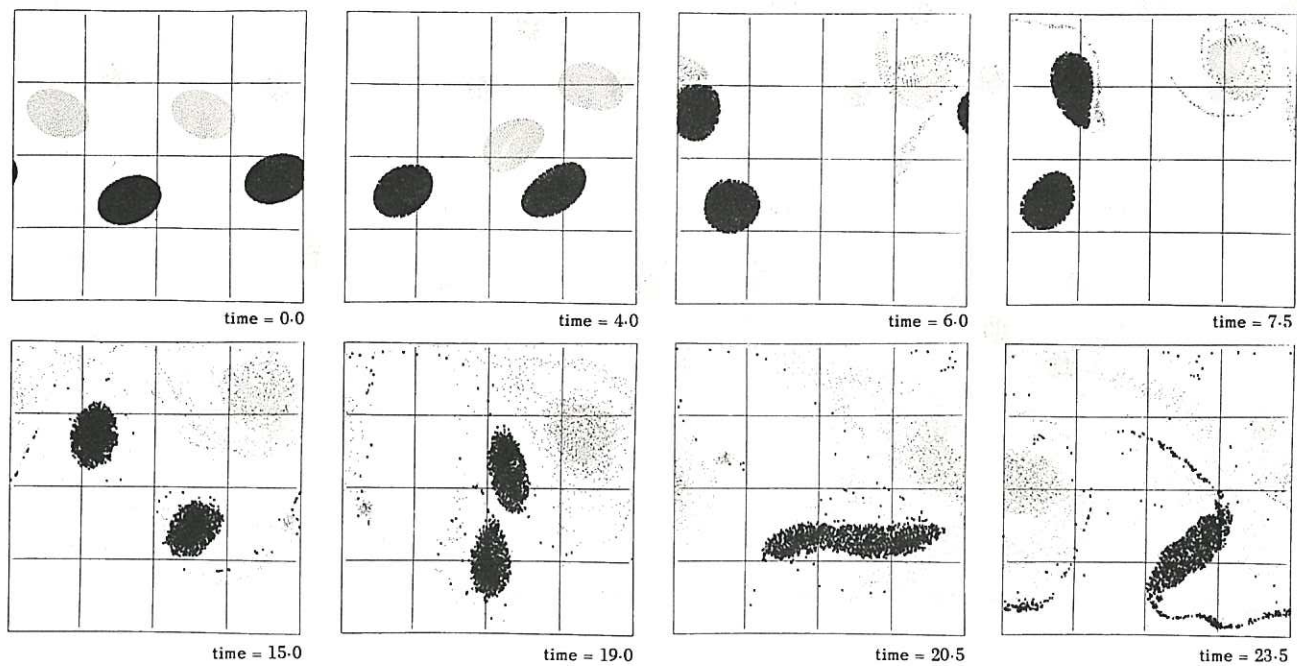 time = 0·0
time = 4·0
time = 6·0
time = 7·5
time = 15·0
time = 19·0
time = 20·5
time = 23·5